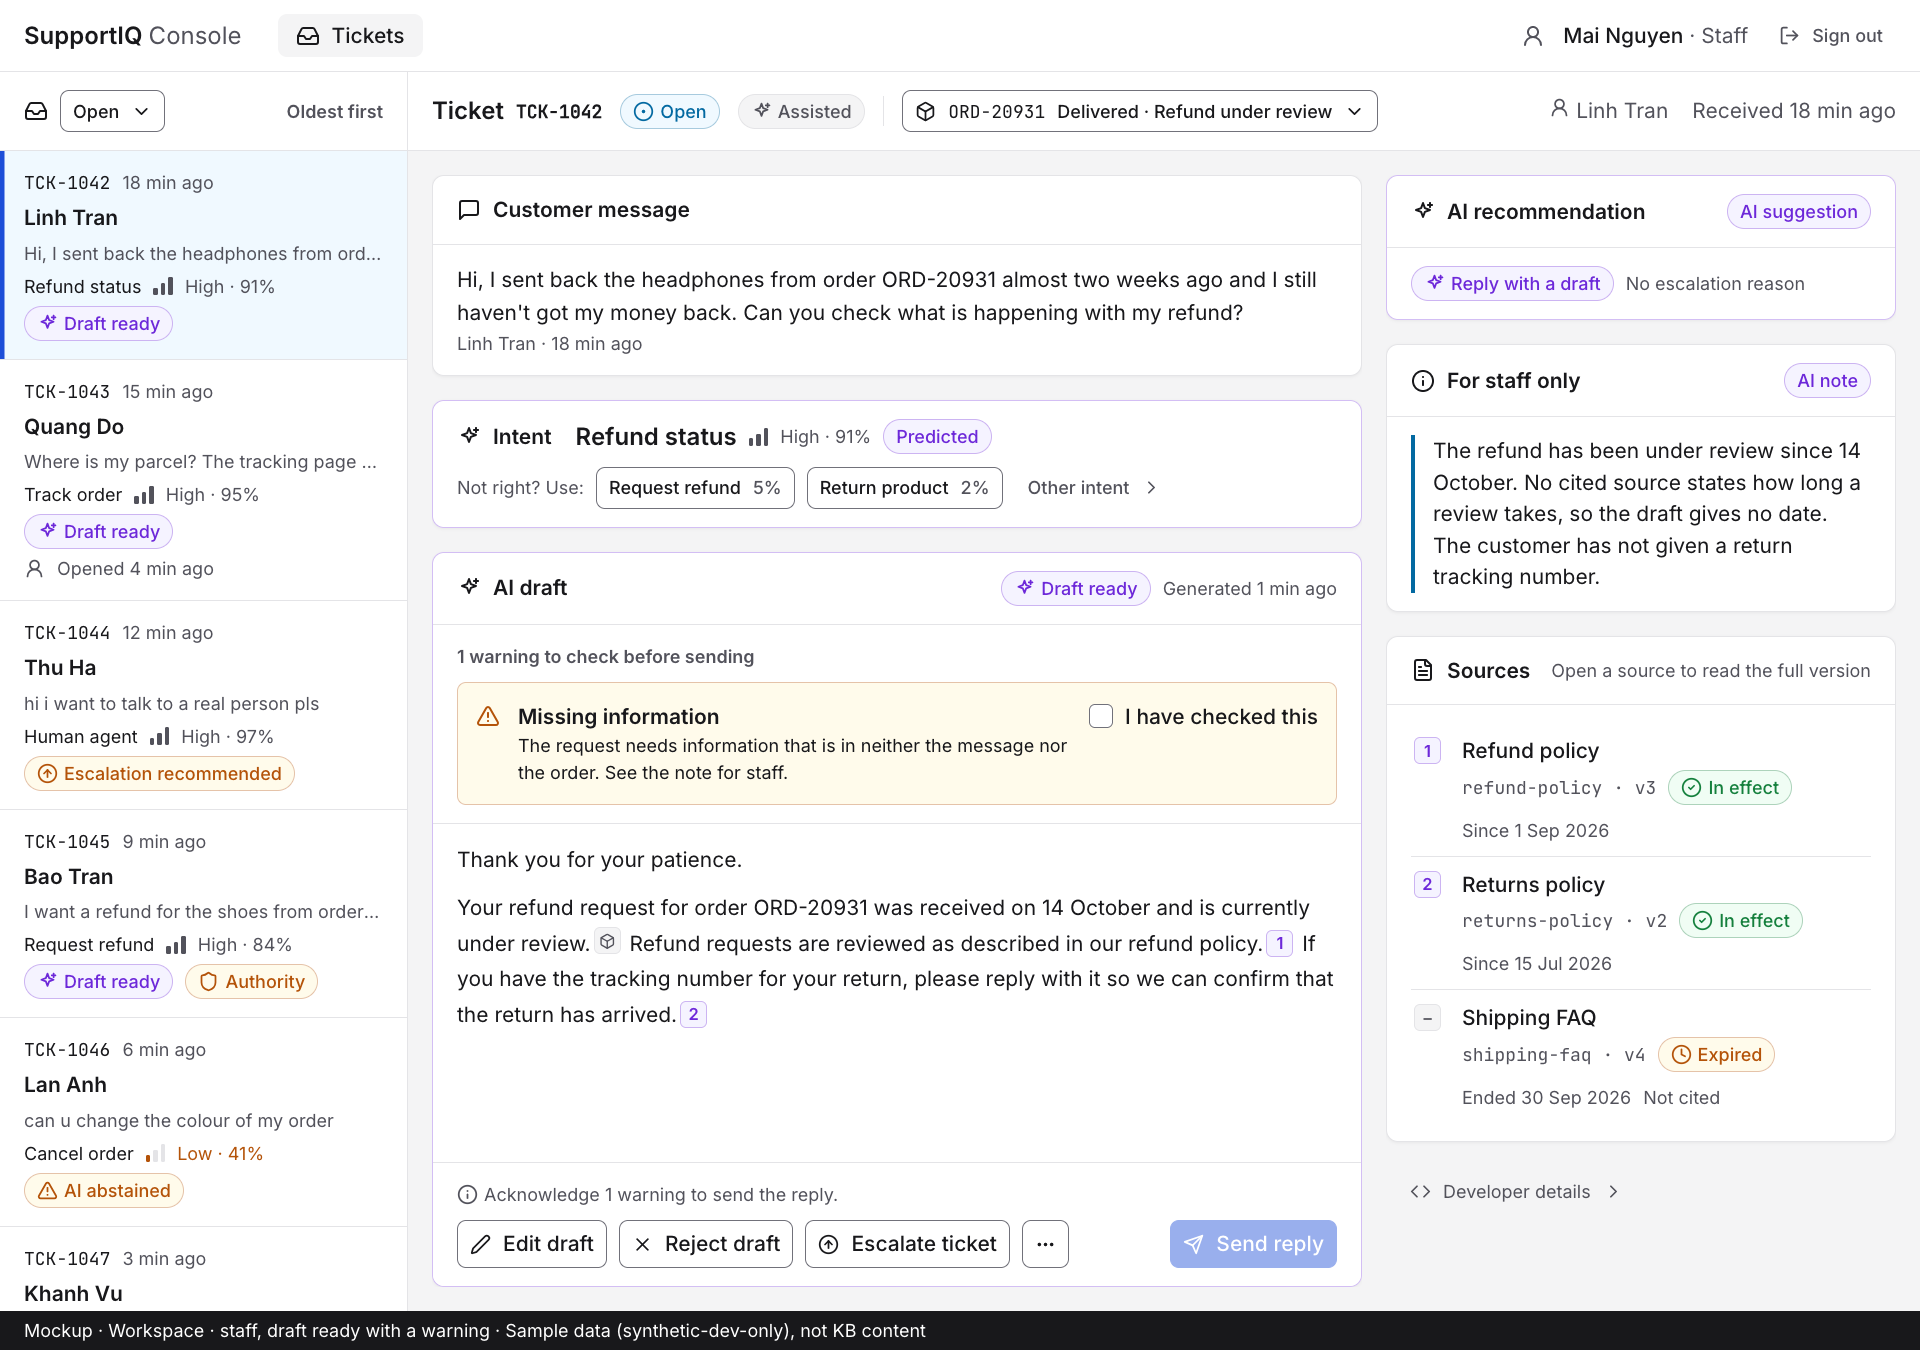 SupportIQ Console
Tickets
Mai Nguyen · Staff
Sign out
Open
Oldest first
Ticket TCK-1042
Open
Assisted
ORD-20931 Delivered · Refund under review
Linh Tran
Received 18 min ago
TCK-1042 18 min ago
Linh Tran
Hi, I sent back the headphones from ord...
Refund status High · 91%
Draft ready
TCK-1043 15 min ago
Quang Do
Where is my parcel? The tracking page ...
Track order High · 95%
Draft ready
Opened 4 min ago
TCK-1044 12 min ago
Thu Ha
hi i want to talk to a real person pls
Human agent High · 97%
Escalation recommended
TCK-1045 9 min ago
Bao Tran
I want a refund for the shoes from order...
Request refund High · 84%
Draft ready Authority
TCK-1046 6 min ago
Lan Anh
can u change the colour of my order
Cancel order Low · 41%
AI abstained
TCK-1047 3 min ago
Khanh Vu
Customer message
Hi, I sent back the headphones from order ORD-20931 almost two weeks ago and I still
haven't got my money back. Can you check what is happening with my refund?
Linh Tran · 18 min ago
Intent Refund status High · 91% Predicted
Not right? Use: Request refund 5% Return product 2% Other intent
AI draft
Draft ready Generated 1 min ago
1 warning to check before sending
Missing information
I have checked this
The request needs information that is in neither the message nor
the order. See the note for staff.
Thank you for your patience.
Your refund request for order ORD-20931 was received on 14 October and is currently
under review. Refund requests are reviewed as described in our refund policy. 1 If
you have the tracking number for your return, please reply with it so we can confirm that
the return has arrived. 2
Acknowledge 1 warning to send the reply.
Edit draft
Reject draft
Escalate ticket
...
Send reply
AI recommendation
AI suggestion
Reply with a draft No escalation reason
For staff only
AI note
The refund has been under review since 14
October. No cited source states how long a
review takes, so the draft gives no date.
The customer has not given a return
tracking number.
Sources Open a source to read the full version
1 Refund policy
refund-policy · v3 In effect
Since 1 Sep 2026
2 Returns policy
returns-policy · v2 In effect
Since 15 Jul 2026
– Shipping FAQ
shipping-faq · v4 Expired
Ended 30 Sep 2026 Not cited
Developer details
Mockup · Workspace · staff, draft ready with a warning · Sample data (synthetic-dev-only), not KB content